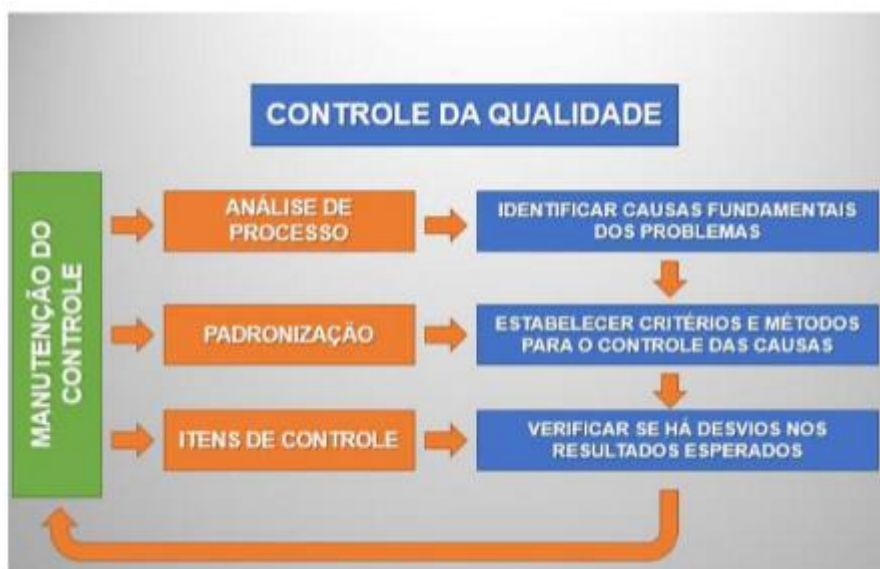 CONTROLE DA QUALIDADE
MANUTENÇÃO DO
CONTROLE
ANÁLISE DE
PROCESSO
IDENTIFICAR CAUSAS FUNDAMENTAIS
DOS PROBLEMAS
PADRONIZAÇÃO
ESTABELECER CRITÉRIOS E MÉTODOS
PARA O CONTROLE DAS CAUSAS
ITENS DE CONTROLE
VERIFICAR SE HÁ DESVIOS NOS
RESULTADOS ESPERADOS